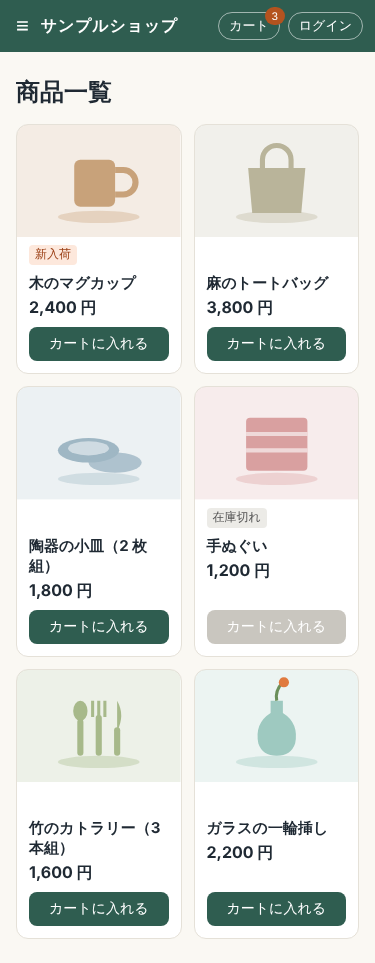 ≡ サンプルショップ カート 3 ログイン
商品一覧
新入荷
木のマグカップ
2,400 円
カートに入れる
麻のトートバッグ
3,800 円
カートに入れる
陶器の小皿（2 枚
組）
1,800 円
カートに入れる
在庫切れ
手ぬぐい
1,200 円
カートに入れる
竹のカトラリー（3
本組）
1,600 円
カートに入れる
ガラスの一輪挿し
2,200 円
カートに入れる